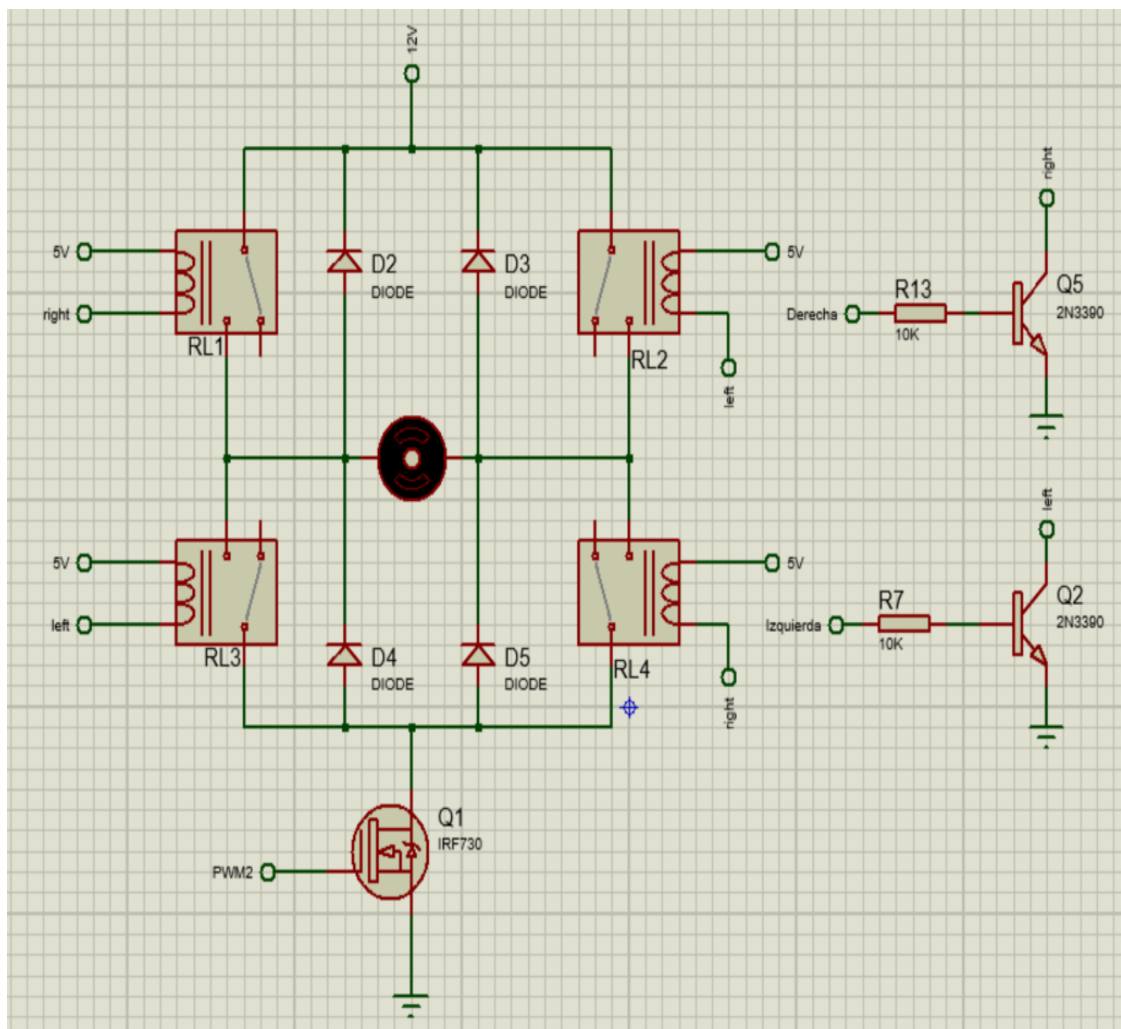 12V
5V
right
RL1
D2
DIODE
D3
DIODE
RL2
5V
left
5V
left
RL3
D4
DIODE
D5
DIODE
RL4
5V
right
Q1
IRF730
PWM2
right
Derecha
R13
10K
Q5
2N3390
left
Izquierda
R7
10K
Q2
2N3390